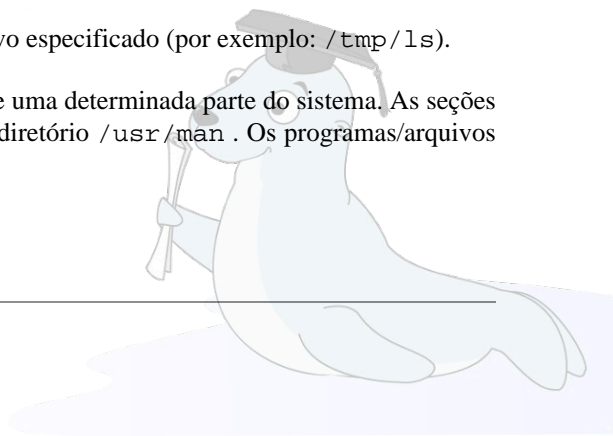 vo especificado (por exemplo: /tmp/ls).
e uma determinada parte do sistema. As seções
diretório /usr/man . Os programas/arquivos